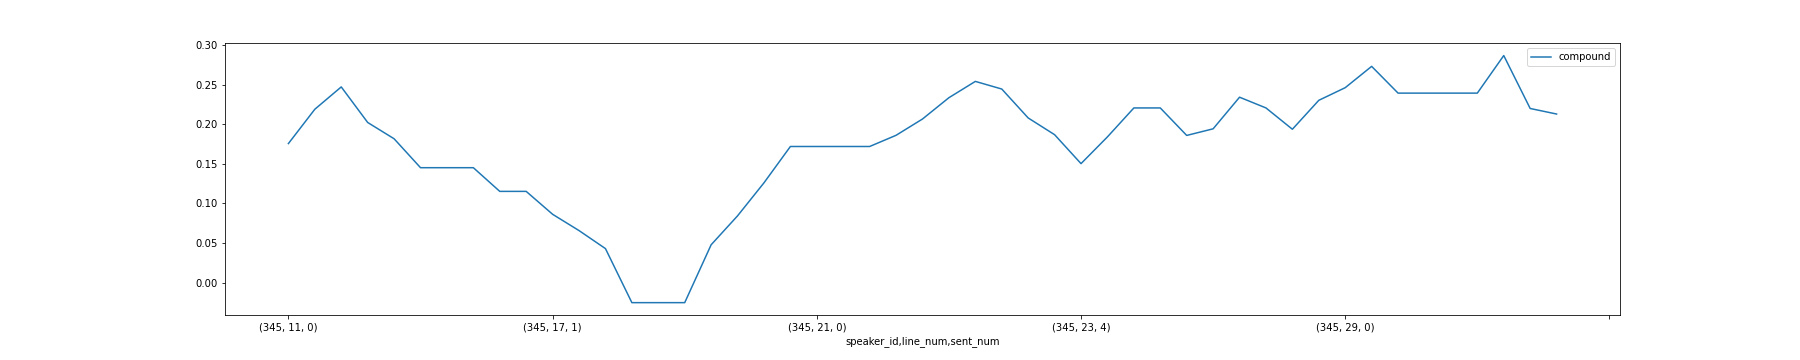 0.30
0.25
0.20
0.15
0.10
0.05
0.00
compound
(345, 11, 0) (345, 17, 1) (345, 21, 0) (345, 23, 4) (345, 29, 0)
speaker_id,line_num,sent_num